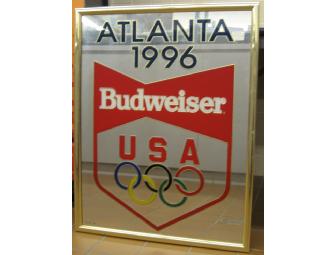 ATLANTA
1996
Budweiser
USA